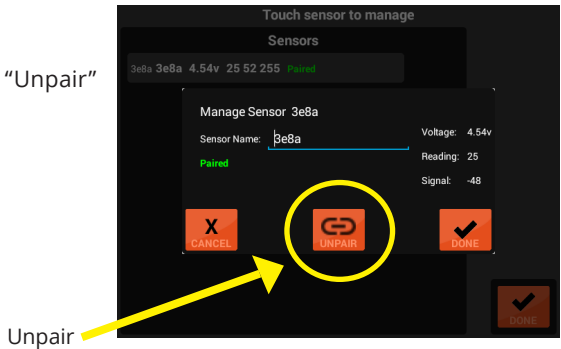 Touch sensor to manage
Sensors
3e8a 3e8a 4.54v 25 52 255 Paired
“Unpair”
Manage Sensor 3e8a
Sensor Name: 3e8a
Voltage: 4.54v
Paired
Reading: 25
Signal: -48
X
CANCEL
UNPAIR
DONE
DONE
Unpair